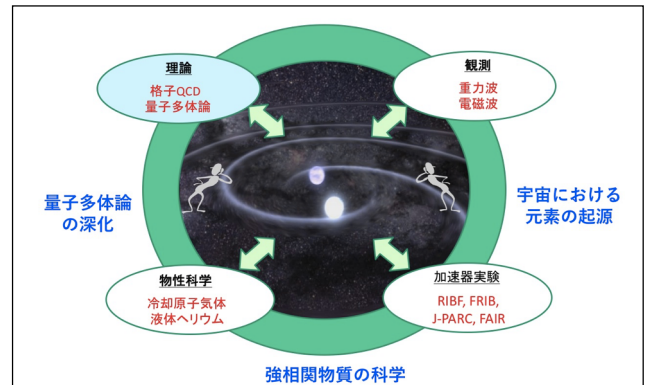 理論
格子QCD
量子多体論
観測
重力波
電磁波
量子多体論
の深化
宇宙における
元素の起源
物性科学
冷却原子気体
液体ヘリウム
加速器実験
RIBF, FRIB,
J-PARC, FAIR
強相関物質の科学